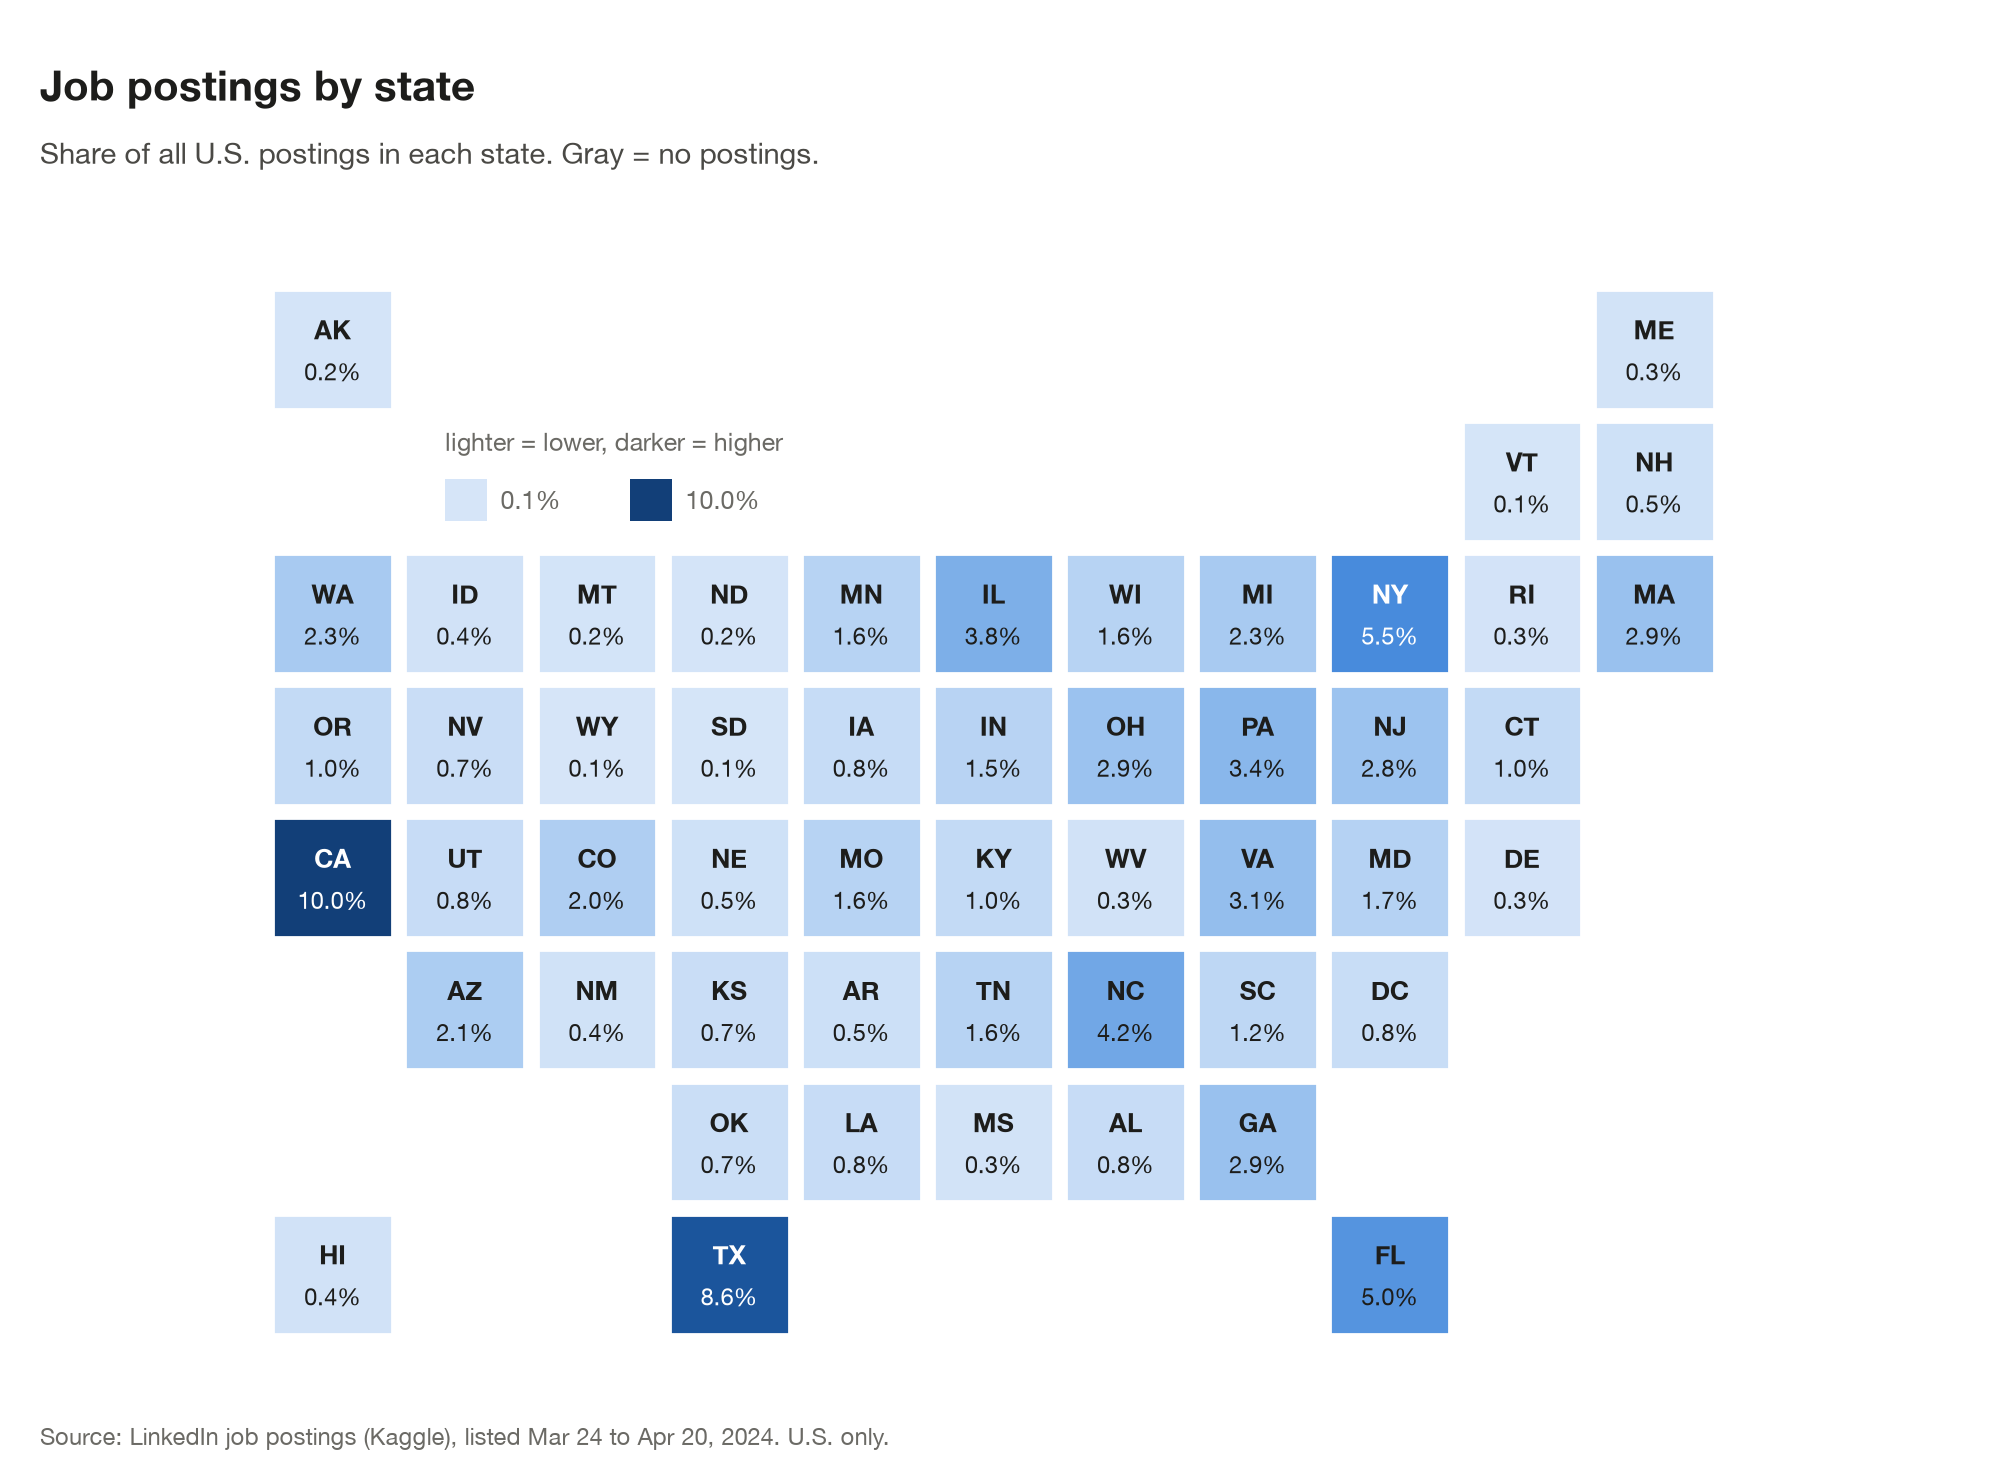 Job postings by state
Share of all U.S. postings in each state. Gray = no postings.
AK ME
0.2% 0.3%
lighter = lower, darker = higher
VT NH
0.1% 10.0%
0.1% 0.5%
WA ID MT ND MN IL WI MI NY RI MA
2.3% 0.4% 0.2% 0.2% 1.6% 3.8% 1.6% 2.3% 5.5% 0.3% 2.9%
OR NV WY SD IA IN OH PA NJ CT
1.0% 0.7% 0.1% 0.1% 0.8% 1.5% 2.9% 3.4% 2.8% 1.0%
CA UT CO NE MO KY WV VA MD DE
10.0% 0.8% 2.0% 0.5% 1.6% 1.0% 0.3% 3.1% 1.7% 0.3%
AZ NM KS AR TN NC SC DC
2.1% 0.4% 0.7% 0.5% 1.6% 4.2% 1.2% 0.8%
OK LA MS AL GA
0.7% 0.8% 0.3% 0.8% 2.9%
HI TX FL
0.4% 8.6% 5.0%
Source: LinkedIn job postings (Kaggle), listed Mar 24 to Apr 20, 2024. U.S. only.